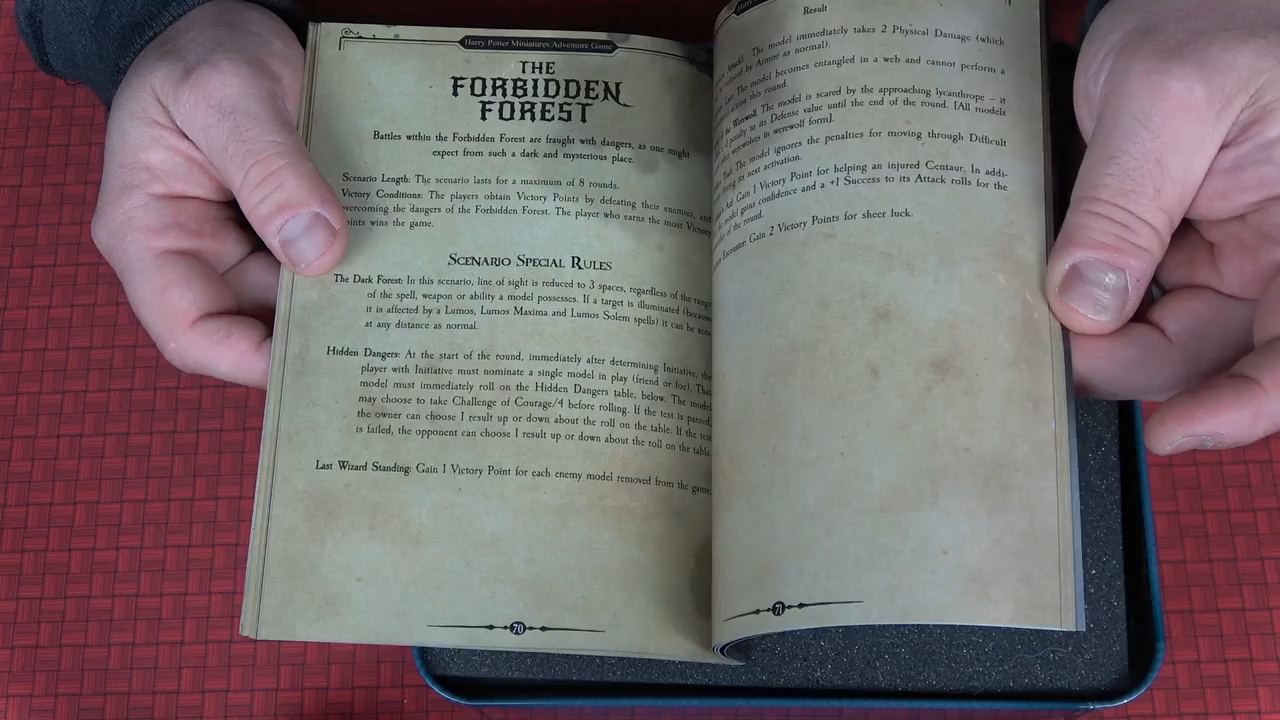 Harry Potter Miniatures Adventure Game
THE
FORBIDDEN
FOREST
Battles within the Forbidden Forest are fraught with dangers, as one might
expect from such a dark and mysterious place.
Scenario Length: The scenario lasts for a maximum of 8 rounds.
Victory Conditions: The players obtain Victory Points by defeating their enemies, and
overcoming the dangers of the Forbidden Forest. The player who earns the most Victory
Points wins the game.
SCENARIO SPECIAL RULES
The Dark Forest: In this scenario, line of sight is reduced to 3 spaces, regardless of the range
of the spell, weapon or ability a model possesses. If a target is illuminated (because
it is affected by a Lumos, Lumos Maxima and Lumos Solem spells) it can be seen
at any distance as normal.
Hidden Dangers: At the start of the round, immediately after determining Initiative, the
player with Initiative must nominate a single model in play (friend or foe). That
model must immediately roll on the Hidden Dangers table, below. The model
may choose to take Challenge of Courage/4 before rolling. If the test is passed,
the owner can choose 1 result up or down about the roll on the table. If the test
is failed, the opponent can choose 1 result up or down about the roll on the table.
Last Wizard Standing: Gain 1 Victory Point for each enemy model removed from the game.
70
Result
The model immediately takes 2 Physical Damage (which
reduced by Armor as normal).
The model becomes entangled in a web and cannot perform a
action this round.
the Werewolf: The model is scared by the approaching lycanthrope – it
penalty to its Defense value until the end of the round. [All models
werewolves in werewolf form].
The model ignores the penalties for moving through Difficult
during its next activation.
Aid: Gain 1 Victory Point for helping an injured Centaur. In addi-
model gains confidence and a +1 Success to its Attack rolls for the
of the round.
Encounter: Gain 2 Victory Points for sheer luck.
71